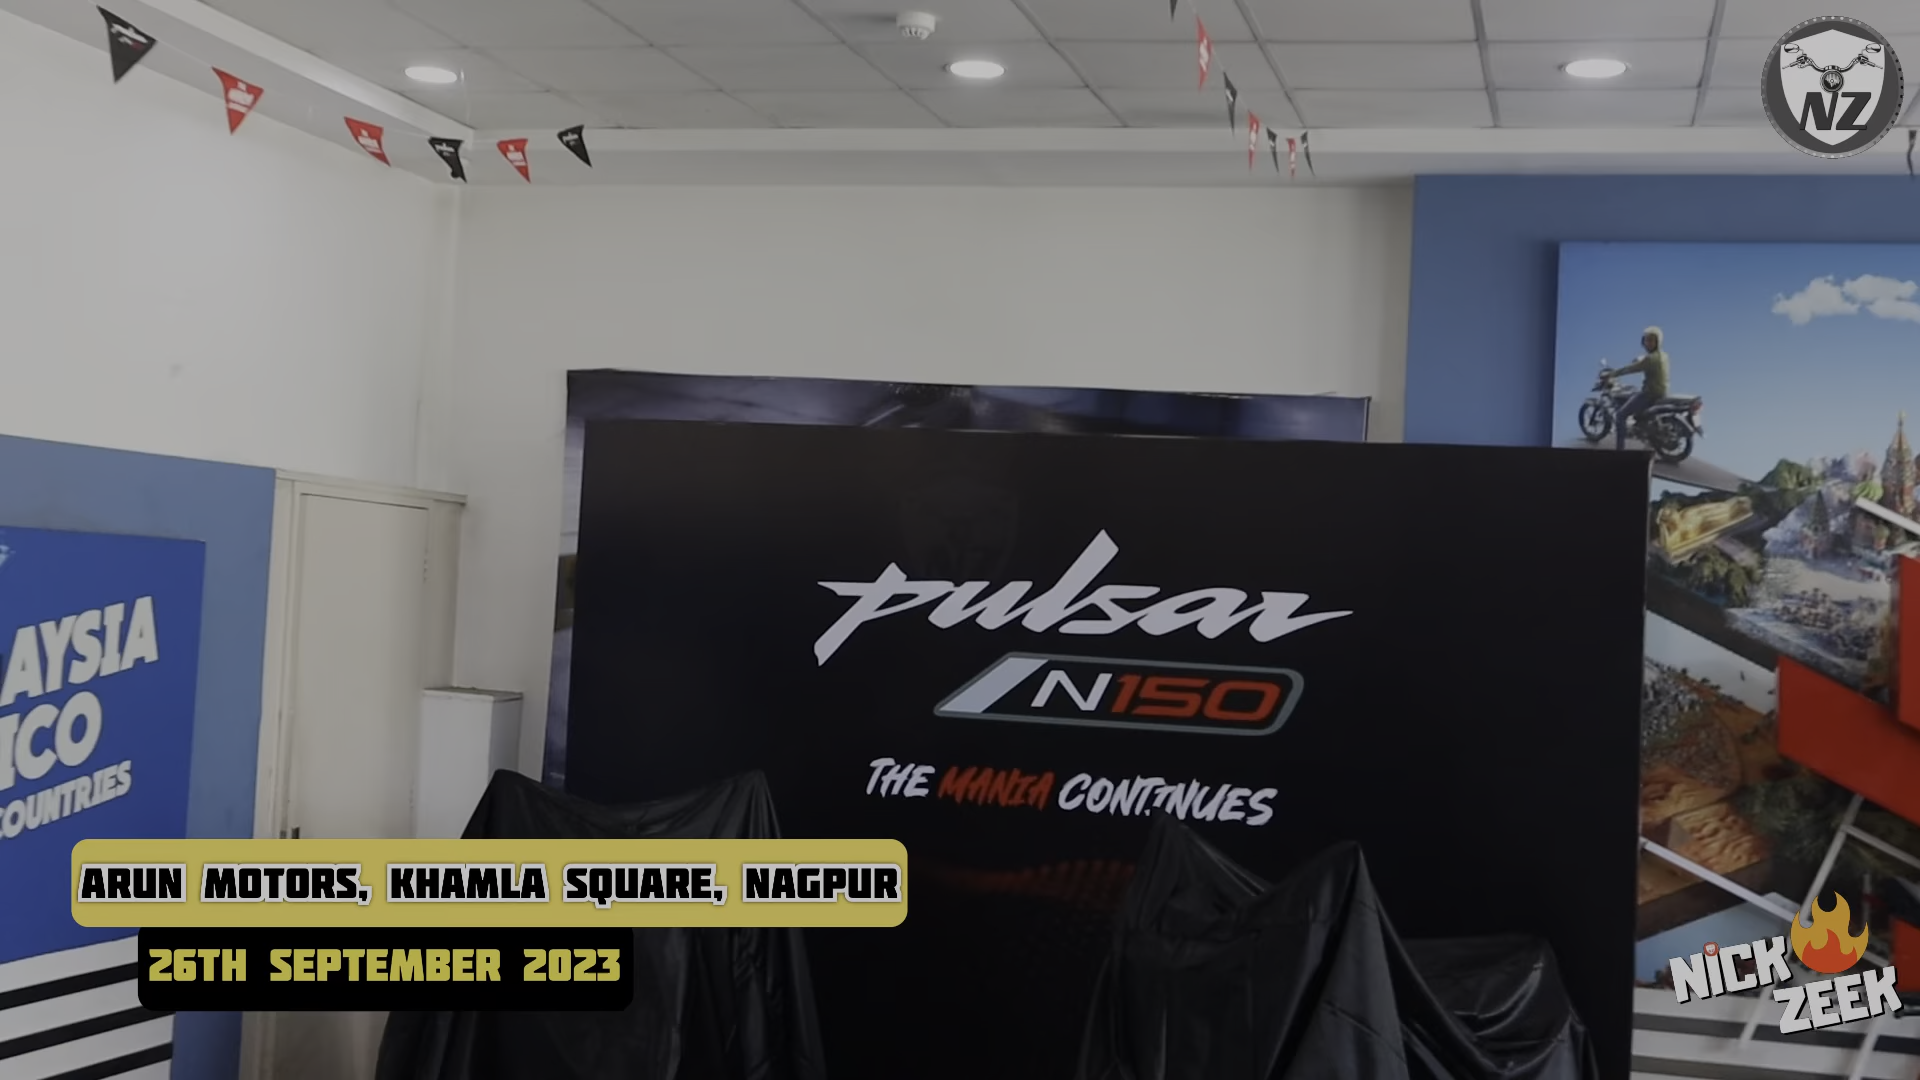 NZ
pulsar
N150
THE MANIA CONTINUES
AYSIA
ICO
COUNTRIES
ARUN MOTORS, KHAMLA SQUARE, NAGPUR
26TH SEPTEMBER 2023
NICK
ZEEK